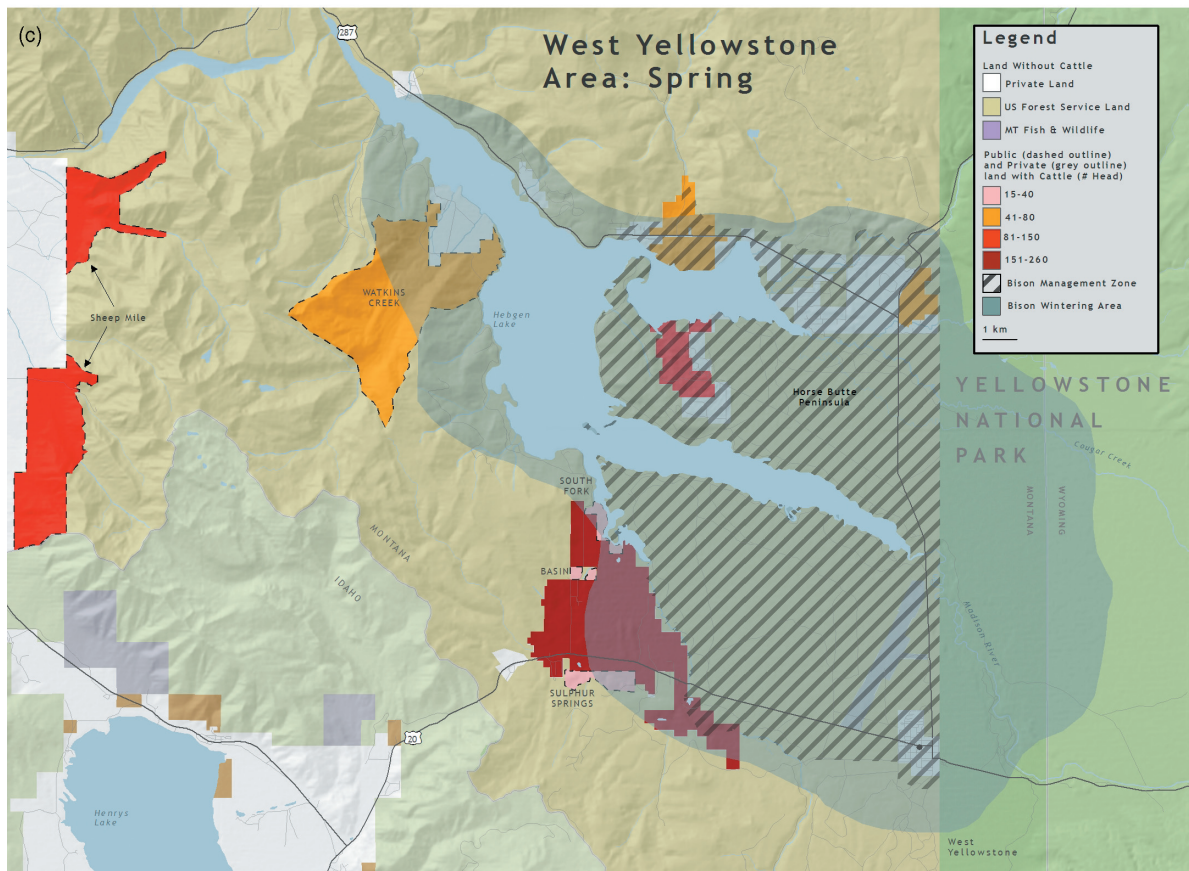 (c)
287
West Yellowstone
Area: Spring
Legend
Land Without Cattle
Private Land
US Forest Service Land
MT Fish & Wildlife
Public (dashed outline)
and Private (grey outline)
land with Cattle (# Head)
15-40
41-80
81-150
151-260
Bison Management Zone
Bison Wintering Area
1 km
WATKINS
CREEK
Sheep Mile
Hebgen
Lake
Horse Butte
Peninsula
YELLOWSTONE
NATIONAL
PARK
Cougar Creek
MONTANA
WYOMING
SOUTH
FORK
MONTANA
IDAHO
BASIN
Madison River
SULPHUR
SPRINGS
20
Henrys
Lake
West
Yellowstone